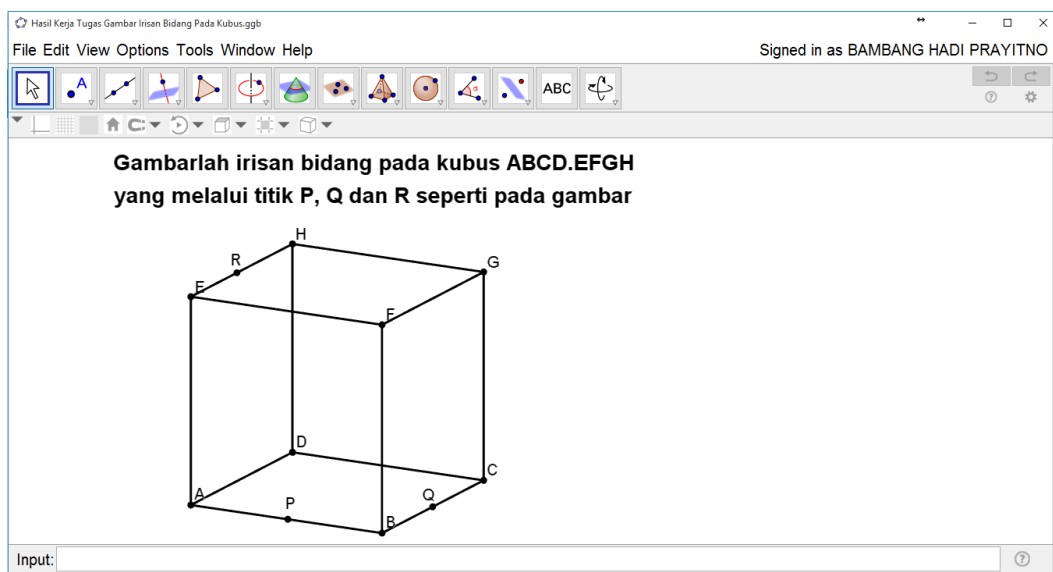 Hasil Kerja Tugas Gambar Irisan Bidang Pada Kubus.ggb
File Edit View Options Tools Window Help
Signed in as BAMBANG HADI PRAYITNO
A
α
ABC
Gambarlah irisan bidang pada kubus ABCD.EFGH
yang melalui titik P, Q dan R seperti pada gambar
H
R
G
E
F
D
C
A
P
Q
B
Input: